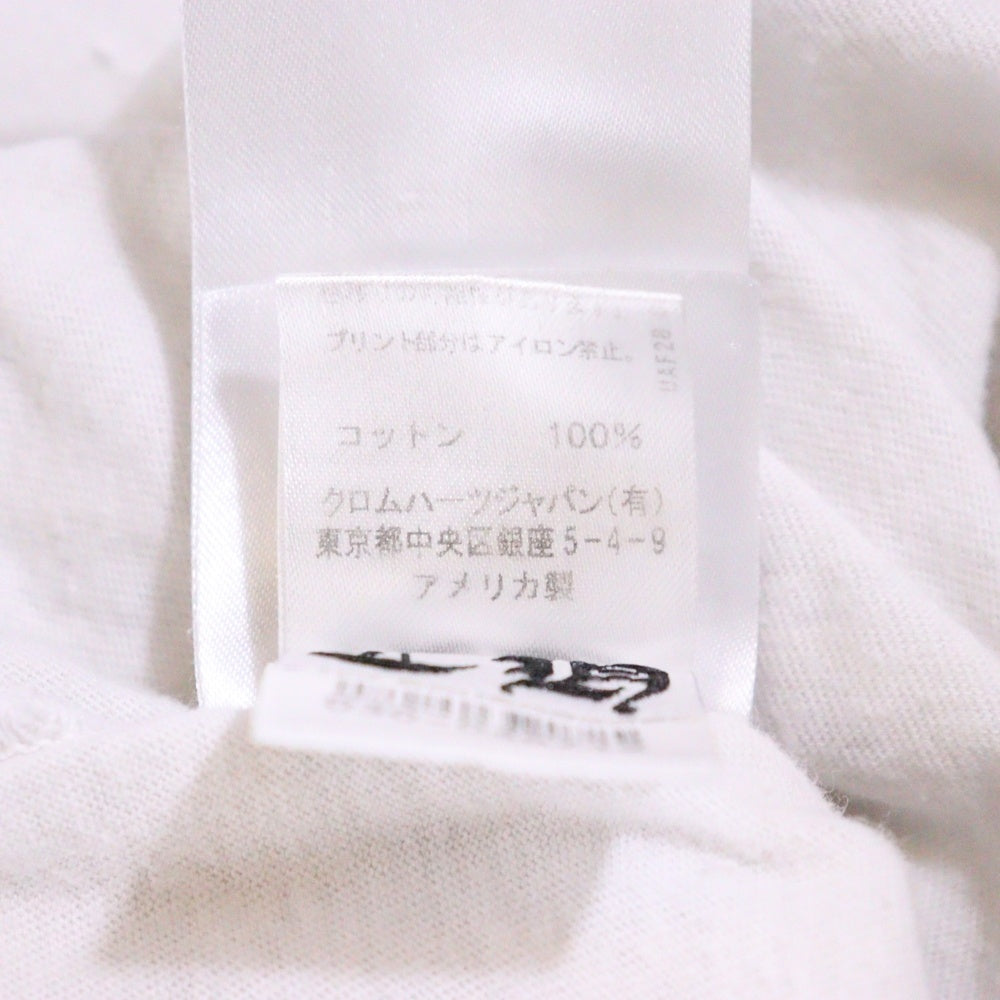 プリント部分はアイロン禁止。
UAF28
コットン 100%
クロムハーツジャパン(有)
東京都中央区銀座5-4-9
アメリカ製